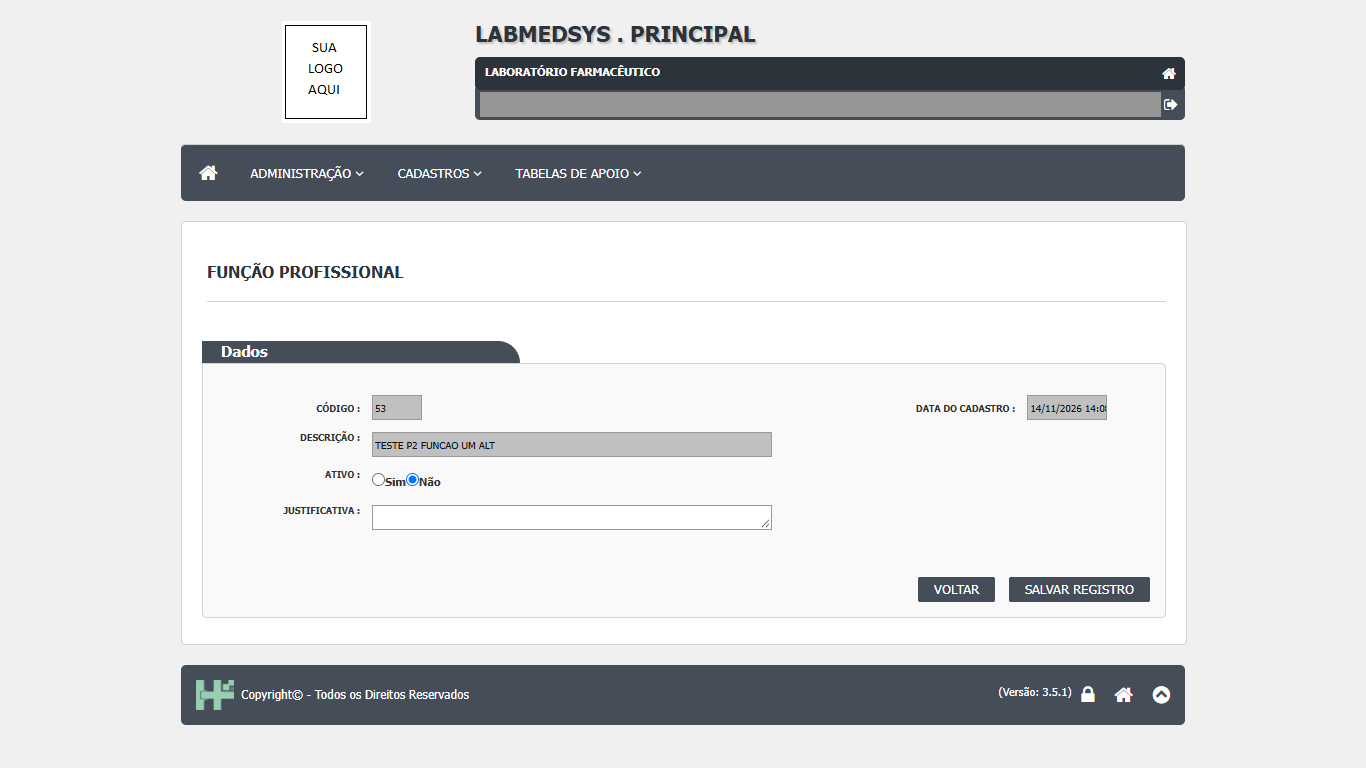 SUA
LOGO
AQUI
LABMEDSYS . PRINCIPAL
LABORATÓRIO FARMACÊUTICO
ADMINISTRAÇÃO
CADASTROS
TABELAS DE APOIO
FUNÇÃO PROFISSIONAL
Dados
CÓDIGO : 53
DATA DO CADASTRO : 14/11/2026 14:08
DESCRIÇÃO : TESTE P2 FUNCAO UM ALT
ATIVO : Sim Não
JUSTIFICATIVA :
VOLTAR
SALVAR REGISTRO
Copyright© - Todos os Direitos Reservados
(Versão: 3.5.1)